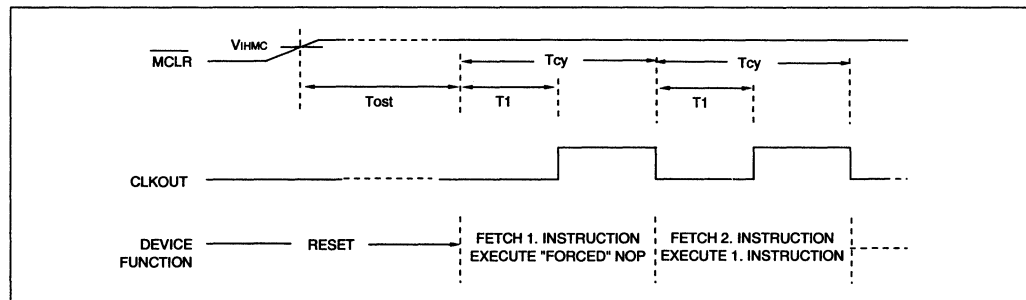 VIHMC
MCLR
Tcy
Tcy
Tost
T1
T1
CLKOUT
DEVICE
FUNCTION
RESET
FETCH 1. INSTRUCTION
EXECUTE "FORCED" NOP
FETCH 2. INSTRUCTION
EXECUTE 1. INSTRUCTION